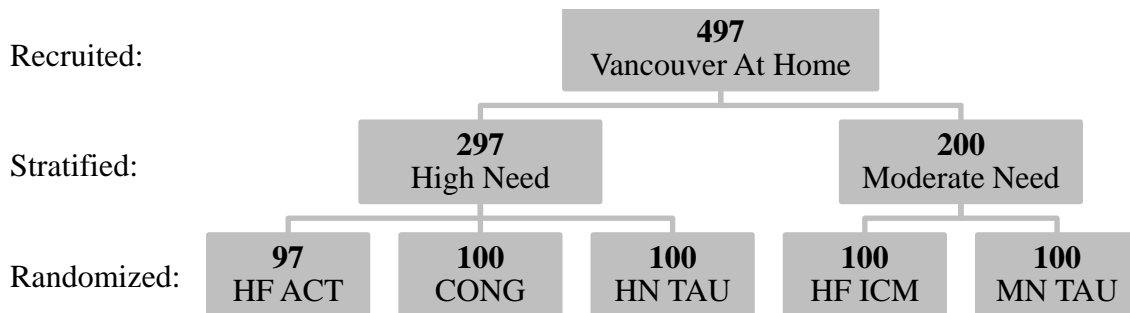 Recruited:
497
Vancouver At Home
Stratified:
297
High Need
200
Moderate Need
Randomized:
97
HF ACT
100
CONG
100
HN TAU
100
HF ICM
100
MN TAU